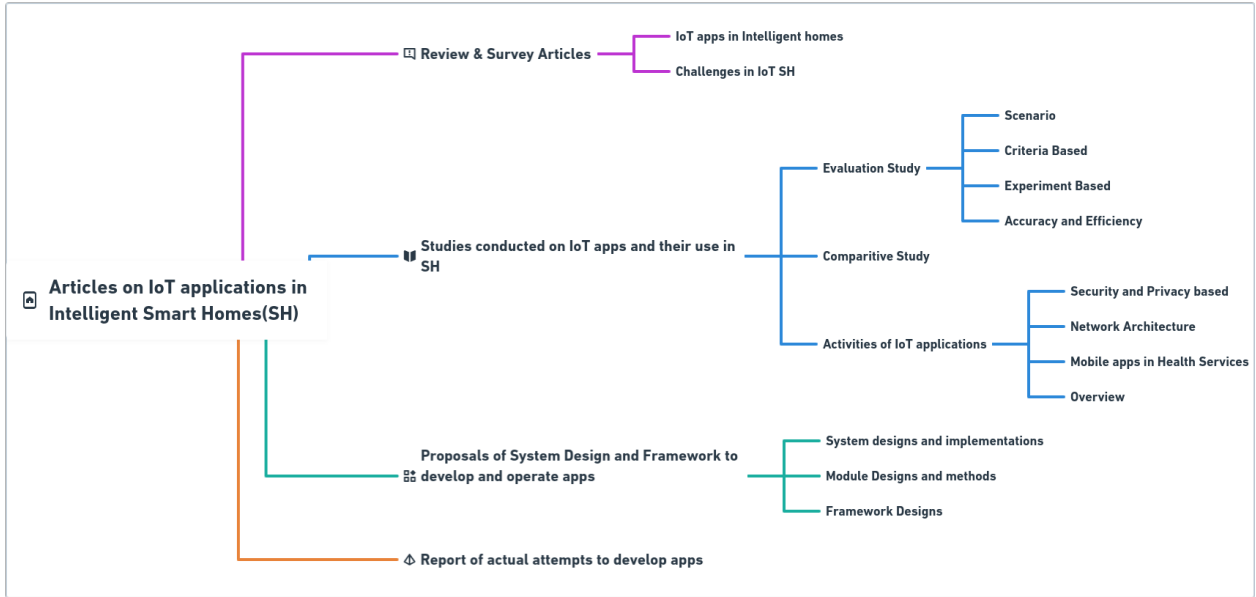 Articles on IoT applications in
Intelligent Smart Homes(SH)
Review & Survey Articles
IoT apps in Intelligent homes
Challenges in IoT SH
Studies conducted on IoT apps and their use in
SH
Evaluation Study
Scenario
Criteria Based
Experiment Based
Accuracy and Efficiency
Comparitive Study
Activities of IoT applications
Security and Privacy based
Network Architecture
Mobile apps in Health Services
Overview
Proposals of System Design and Framework to
develop and operate apps
System designs and implementations
Module Designs and methods
Framework Designs
Report of actual attempts to develop apps